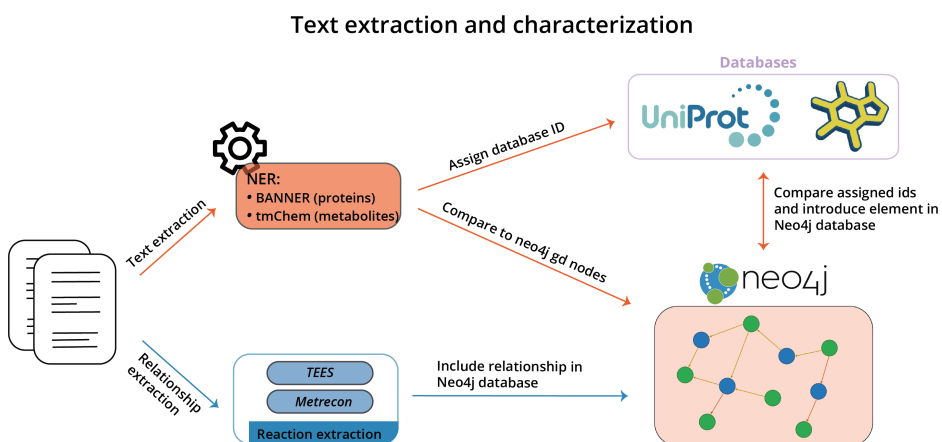 Text extraction and characterization
Databases
UniProt
Assign database ID
NER:
• BANNER (proteins)
• tmChem (metabolites)
Text extraction
Compare to neo4j gd nodes
Compare assigned ids
and introduce element in
Neo4j database
neo4j
Relationship
extraction
TEES
Metrecon
Reaction extraction
Include relationship in
Neo4j database